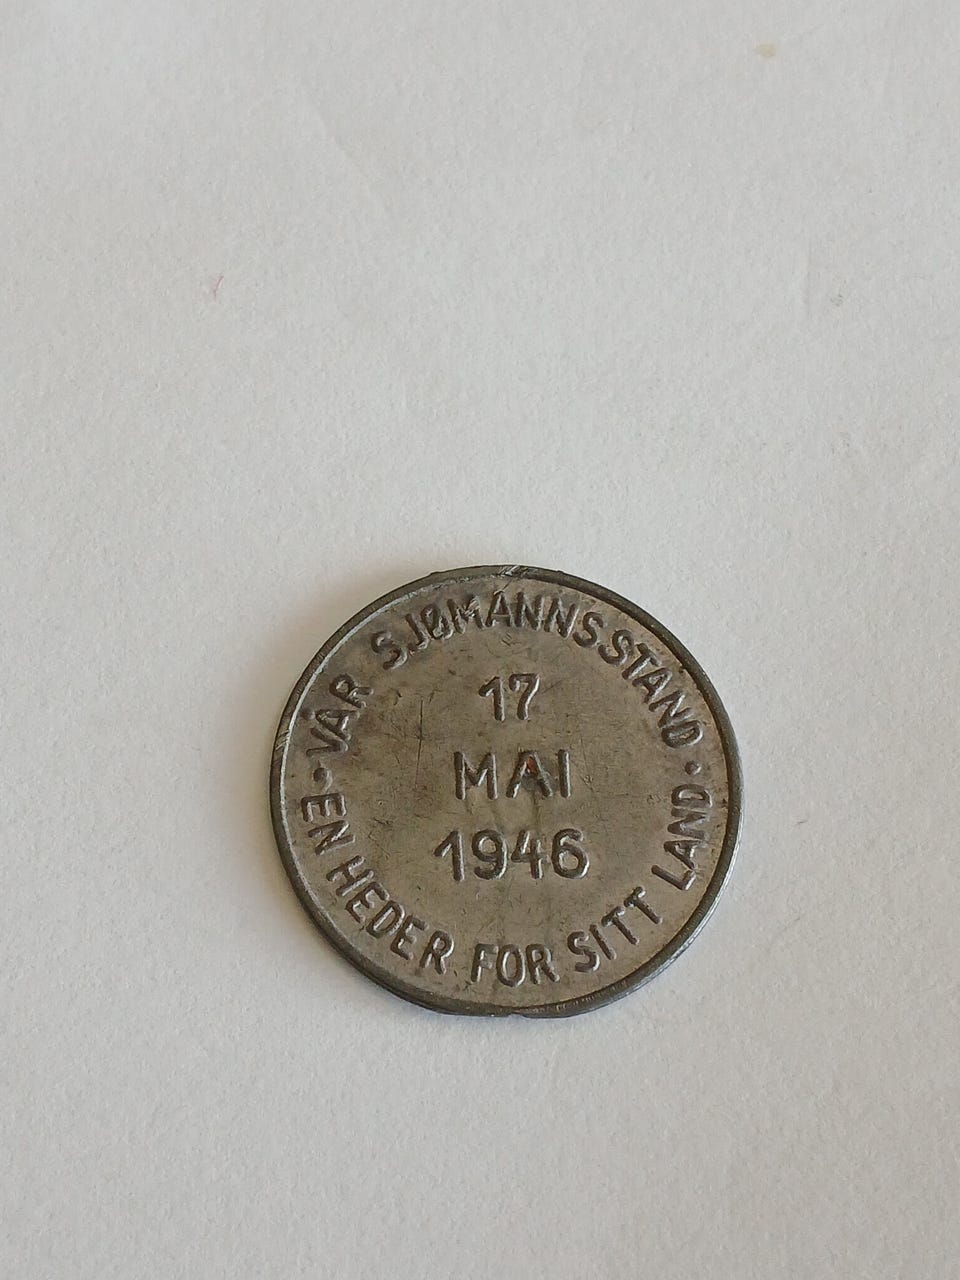 VÅR SJØMANNSSTAND
17
MAI
1946
EN HEDER FOR SITT LAND